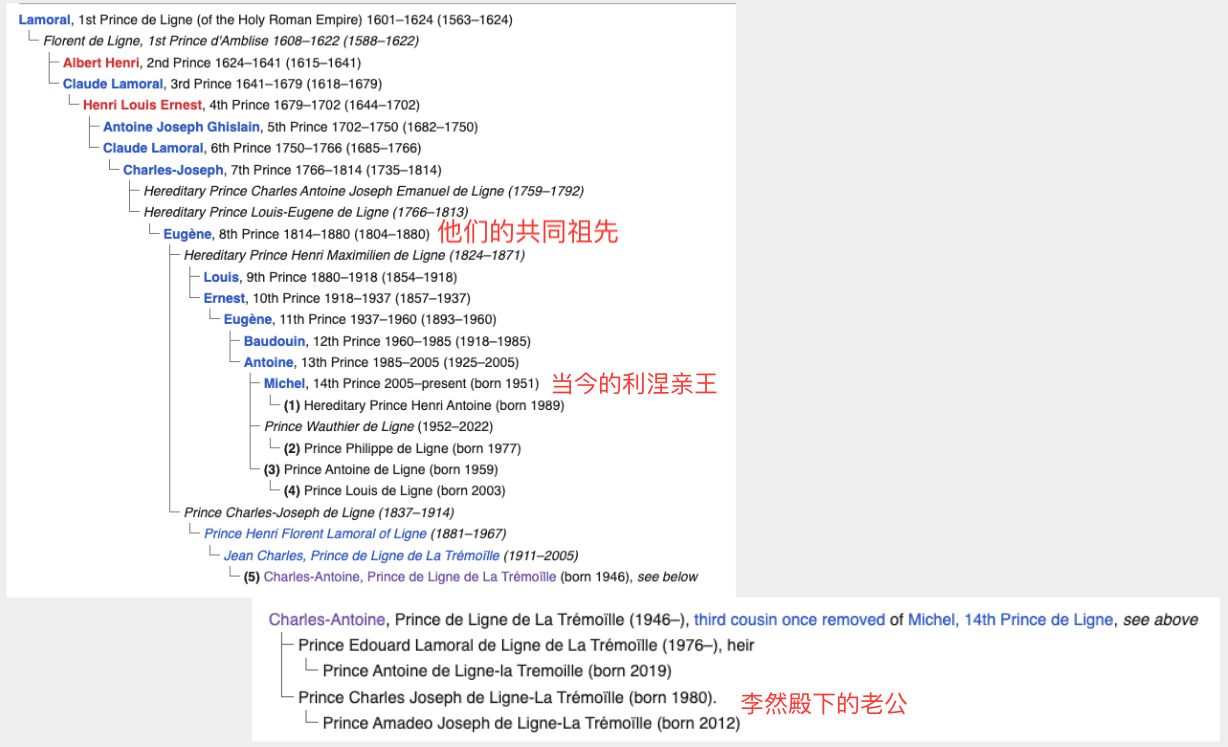 Lamoral, 1st Prince de Ligne (of the Holy Roman Empire) 1601–1624 (1563–1624)
Florent de Ligne, 1st Prince d'Amblise 1608–1622 (1588–1622)
Albert Henri, 2nd Prince 1624–1641 (1615–1641)
Claude Lamoral, 3rd Prince 1641–1679 (1618–1679)
Henri Louis Ernest, 4th Prince 1679–1702 (1644–1702)
Antoine Joseph Ghislain, 5th Prince 1702–1750 (1682–1750)
Claude Lamoral, 6th Prince 1750–1766 (1685–1766)
Charles-Joseph, 7th Prince 1766–1814 (1735–1814)
Hereditary Prince Charles Antoine Joseph Emanuel de Ligne (1759–1792)
Hereditary Prince Louis-Eugene de Ligne (1766–1813)
Eugène, 8th Prince 1814–1880 (1804–1880) 他们的共同祖先
Hereditary Prince Henri Maximilien de Ligne (1824–1871)
Louis, 9th Prince 1880–1918 (1854–1918)
Ernest, 10th Prince 1918–1937 (1857–1937)
Eugène, 11th Prince 1937–1960 (1893–1960)
Baudouin, 12th Prince 1960–1985 (1918–1985)
Antoine, 13th Prince 1985–2005 (1925–2005)
Michel, 14th Prince 2005–present (born 1951) 当今的利涅亲王
(1) Hereditary Prince Henri Antoine (born 1989)
Prince Wauthier de Ligne (1952–2022)
(2) Prince Philippe de Ligne (born 1977)
(3) Prince Antoine de Ligne (born 1959)
(4) Prince Louis de Ligne (born 2003)
Prince Charles-Joseph de Ligne (1837–1914)
Prince Henri Florent Lamoral of Ligne (1881–1967)
Jean Charles, Prince de Ligne de La Trémoïlle (1911–2005)
(5) Charles-Antoine, Prince de Ligne de La Trémoïlle (born 1946), see below
Charles-Antoine, Prince de Ligne de La Trémoïlle (1946–), third cousin once removed of Michel, 14th Prince de Ligne, see above
Prince Edouard Lamoral de Ligne de La Trémoïlle (1976–), heir
Prince Antoine de Ligne-la Tremoille (born 2019)
Prince Charles Joseph de Ligne-La Trémoïlle (born 1980). 李然殿下的老公
Prince Amadeo Joseph de Ligne-La Trémoïlle (born 2012)